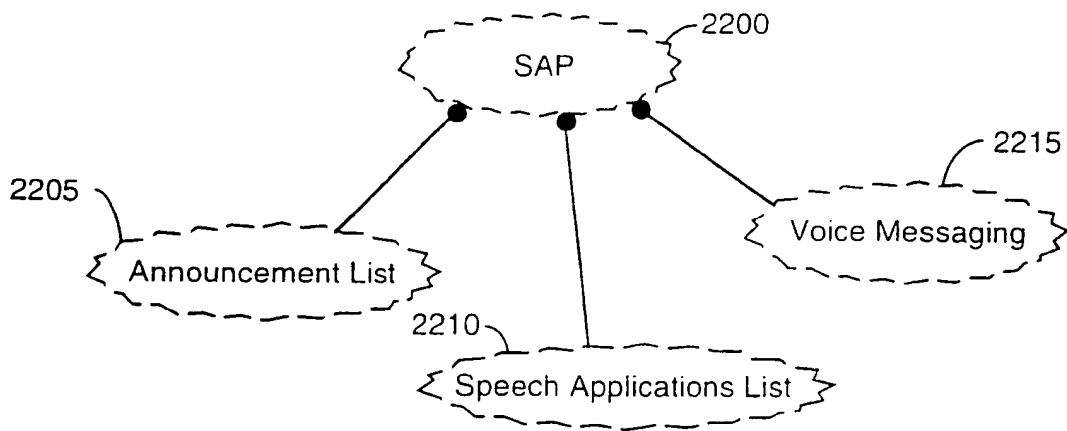 2200
SAP
2215
2205
Voice Messaging
Announcement List
2210
Speech Applications List